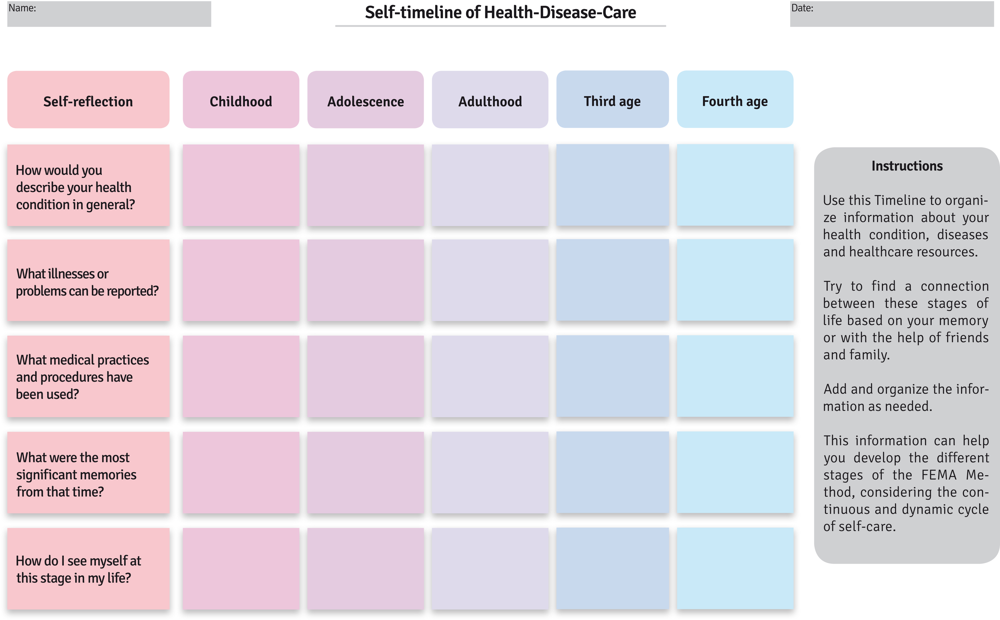 Name:
Self-timeline of Health-Disease-Care
Date:
Self-reflection
Childhood
Adolescence
Adulthood
Third age
Fourth age
How would you
describe your health
condition in general?
What illnesses or
problems can be reported?
What medical practices
and procedures have
been used?
What were the most
significant memories
from that time?
How do I see myself at
this stage in my life?
Instructions
Use this Timeline to organi-
ze information about your
health condition, diseases
and healthcare resources.
Try to find a connection
between these stages of
life based on your memory
or with the help of friends
and family.
Add and organize the infor-
mation as needed.
This information can help
you develop the different
stages of the FEMA Me-
thod, considering the con-
tinuous and dynamic cycle
of self-care.